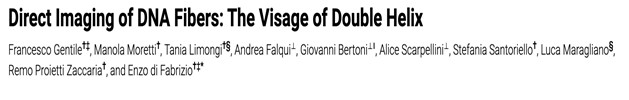 Direct Imaging of DNA Fibers: The Visage of Double Helix
Francesco Gentile†‡, Manola Moretti†, Tania Limongi†§, Andrea Falqui⊥, Giovanni Bertoni⊥∥, Alice Scarpellini⊥, Stefania Santoriello†, Luca Maragliano§,
Remo Proietti Zaccaria†, and Enzo di Fabrizio†‡*